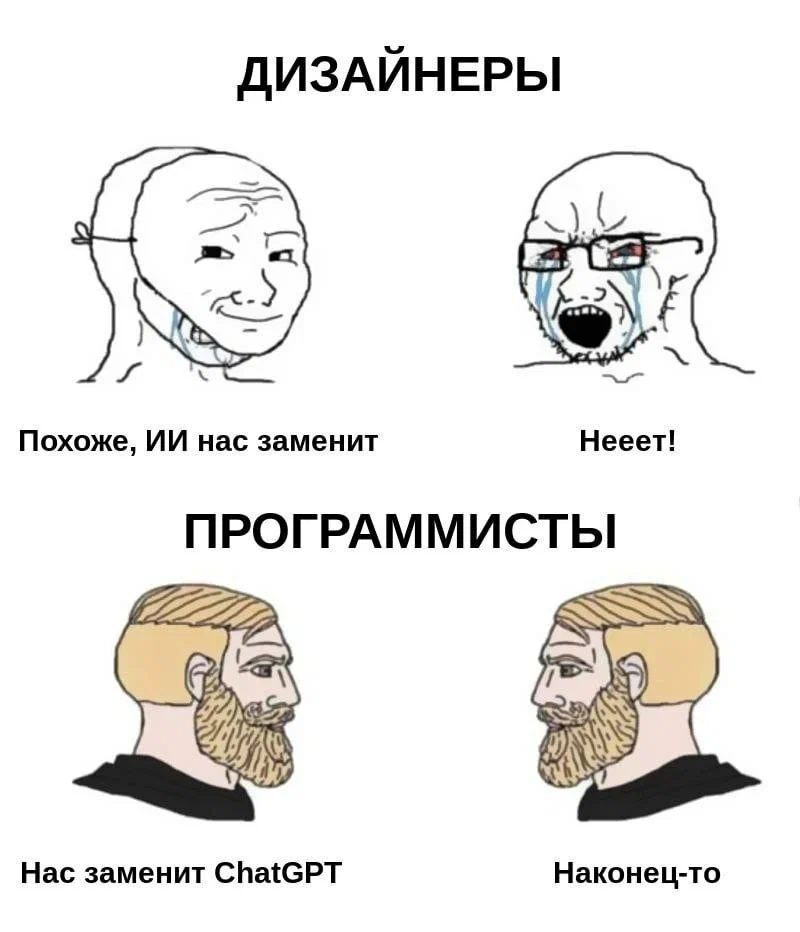 ДИЗАЙНЕРЫ
Похоже, ИИ нас заменит
Нееет!
ПРОГРАММИСТЫ
Нас заменит ChatGPT
Наконец-то